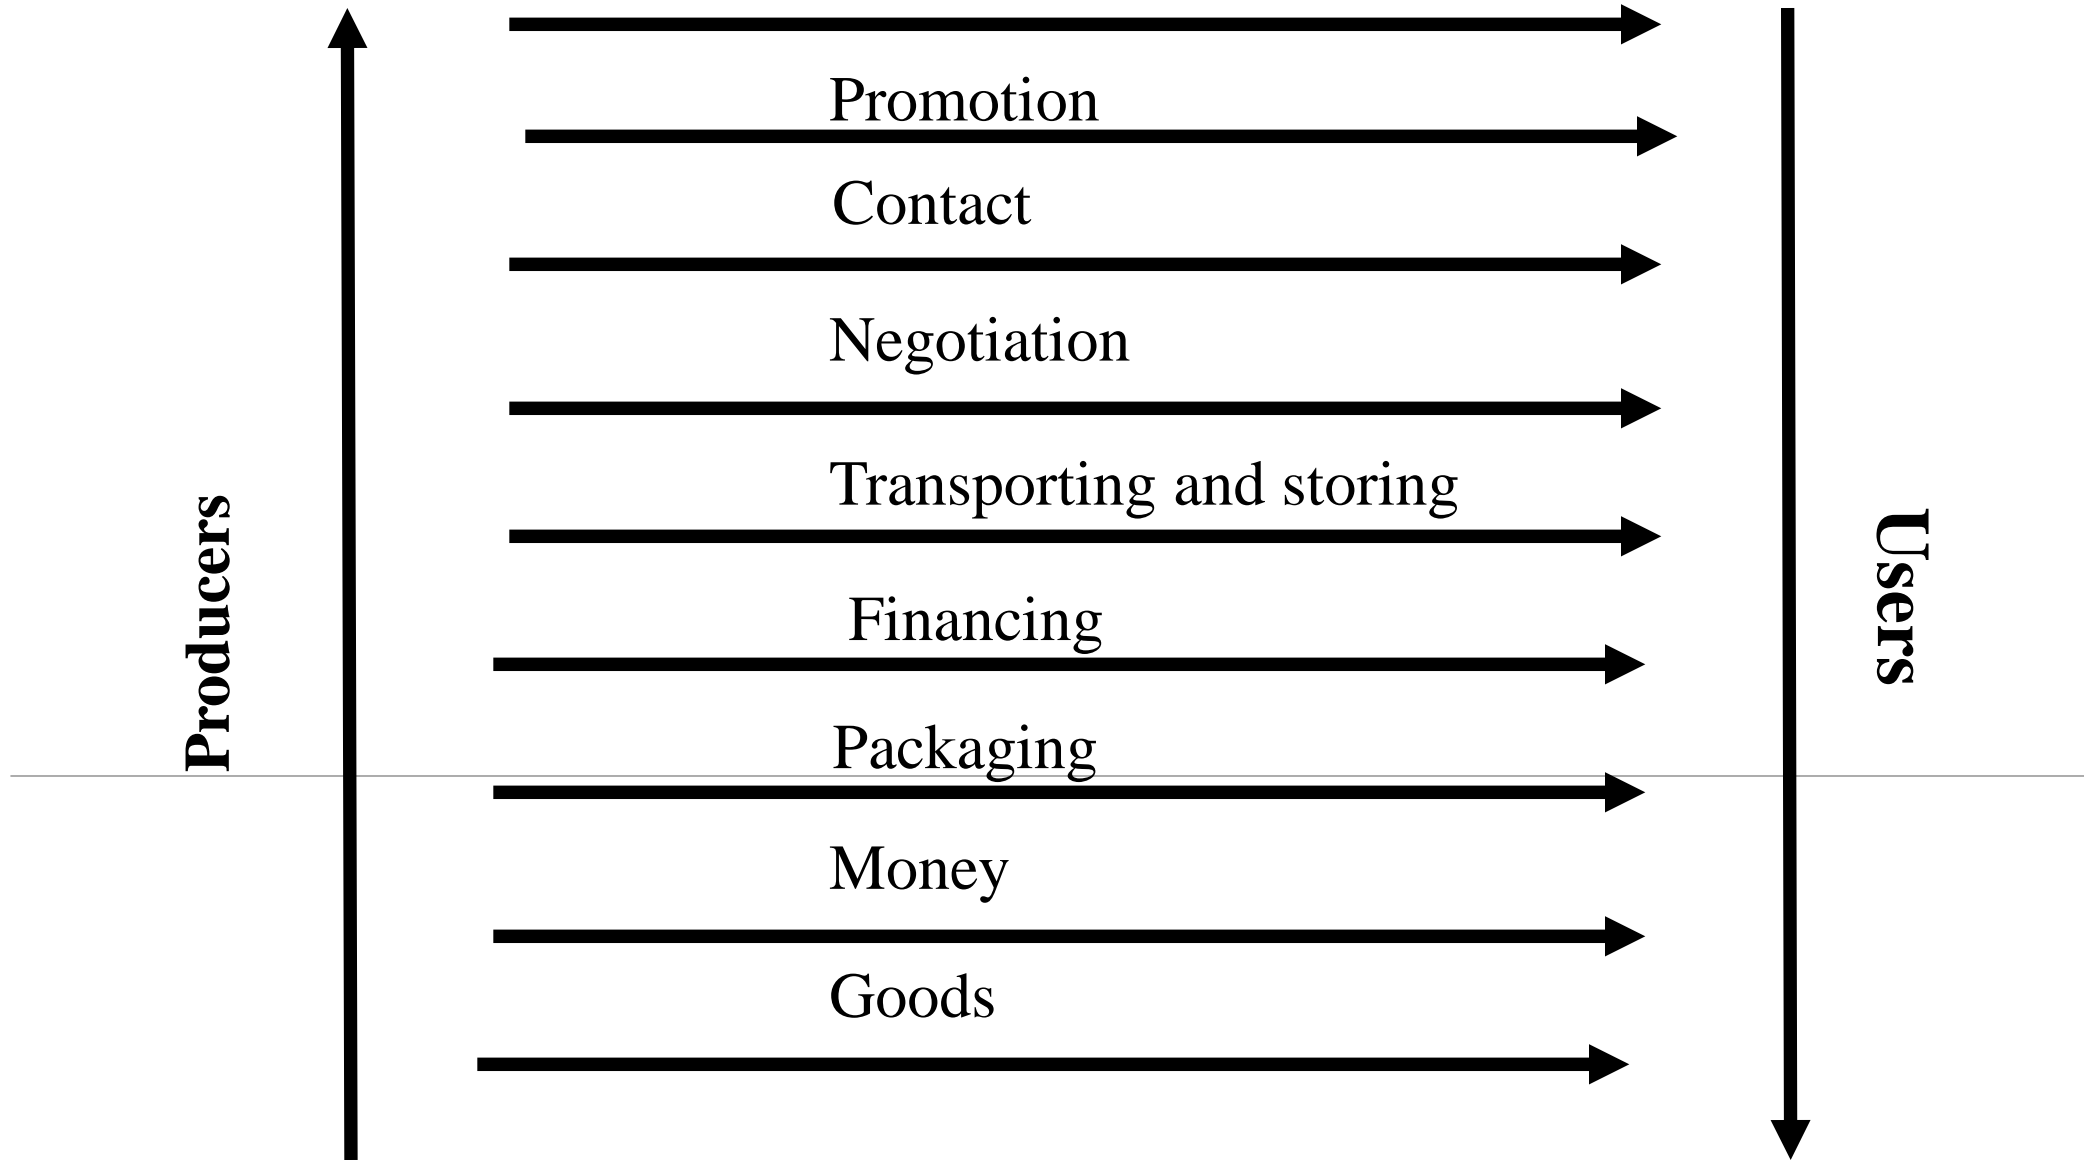 Promotion
Contact
Negotiation
Transporting and storing
Financing
Packaging
Money
Goods
Producers
Users